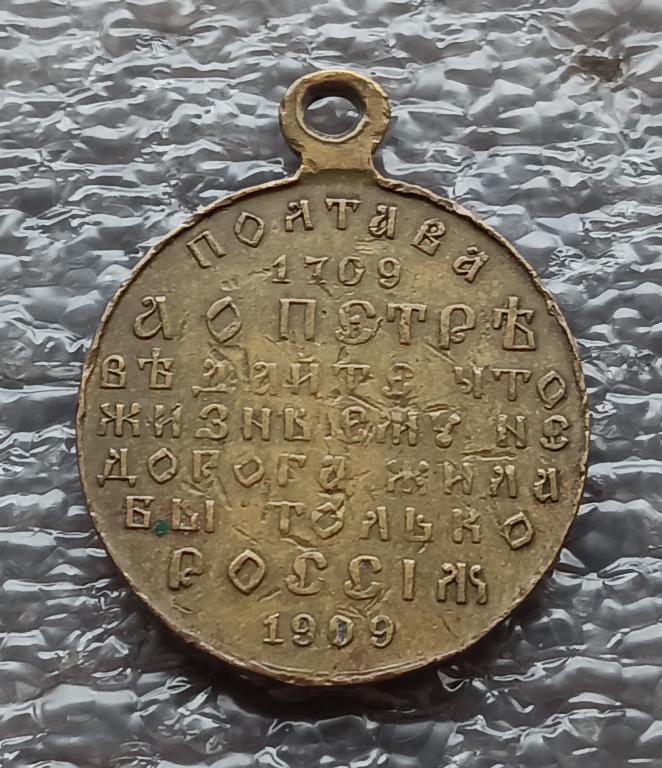 ПОЛТАВА
1709
А О ПЕТРѢ
ВѢДАЙТЕ ЧТО
ЖИЗНЬ ЕМУ НЕ
ДОРОГА ЖИЛА
БЫ ТОЛЬКО
РОССІЯ
1909